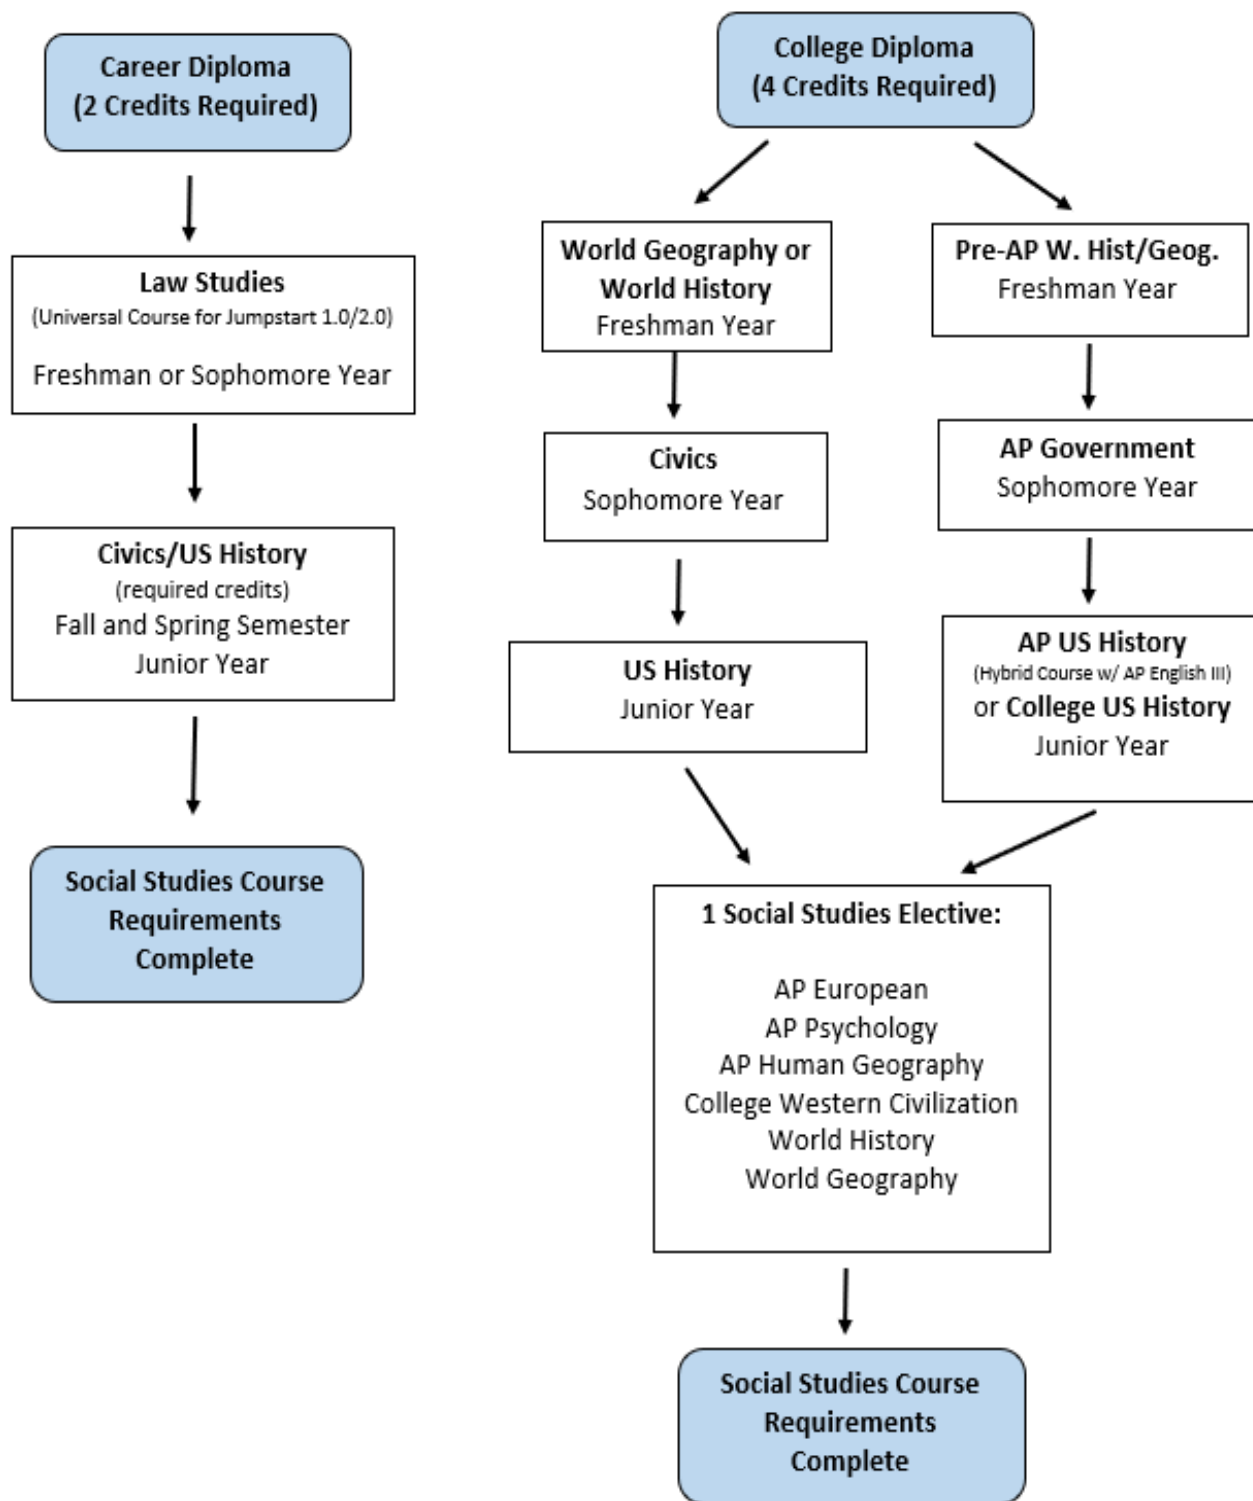 Career Diploma
(2 Credits Required)
Law Studies
(Universal Course for Jumpstart 1.0/2.0)
Freshman or Sophomore Year
Civics/US History
(required credits)
Fall and Spring Semester
Junior Year
Social Studies Course
Requirements
Complete
College Diploma
(4 Credits Required)
World Geography or
World History
Freshman Year
Civics
Sophomore Year
US History
Junior Year
Pre-AP W. Hist/Geog.
Freshman Year
AP Government
Sophomore Year
AP US History
(Hybrid Course w/ AP English III)
or College US History
Junior Year
1 Social Studies Elective:
AP European
AP Psychology
AP Human Geography
College Western Civilization
World History
World Geography
Social Studies Course
Requirements
Complete